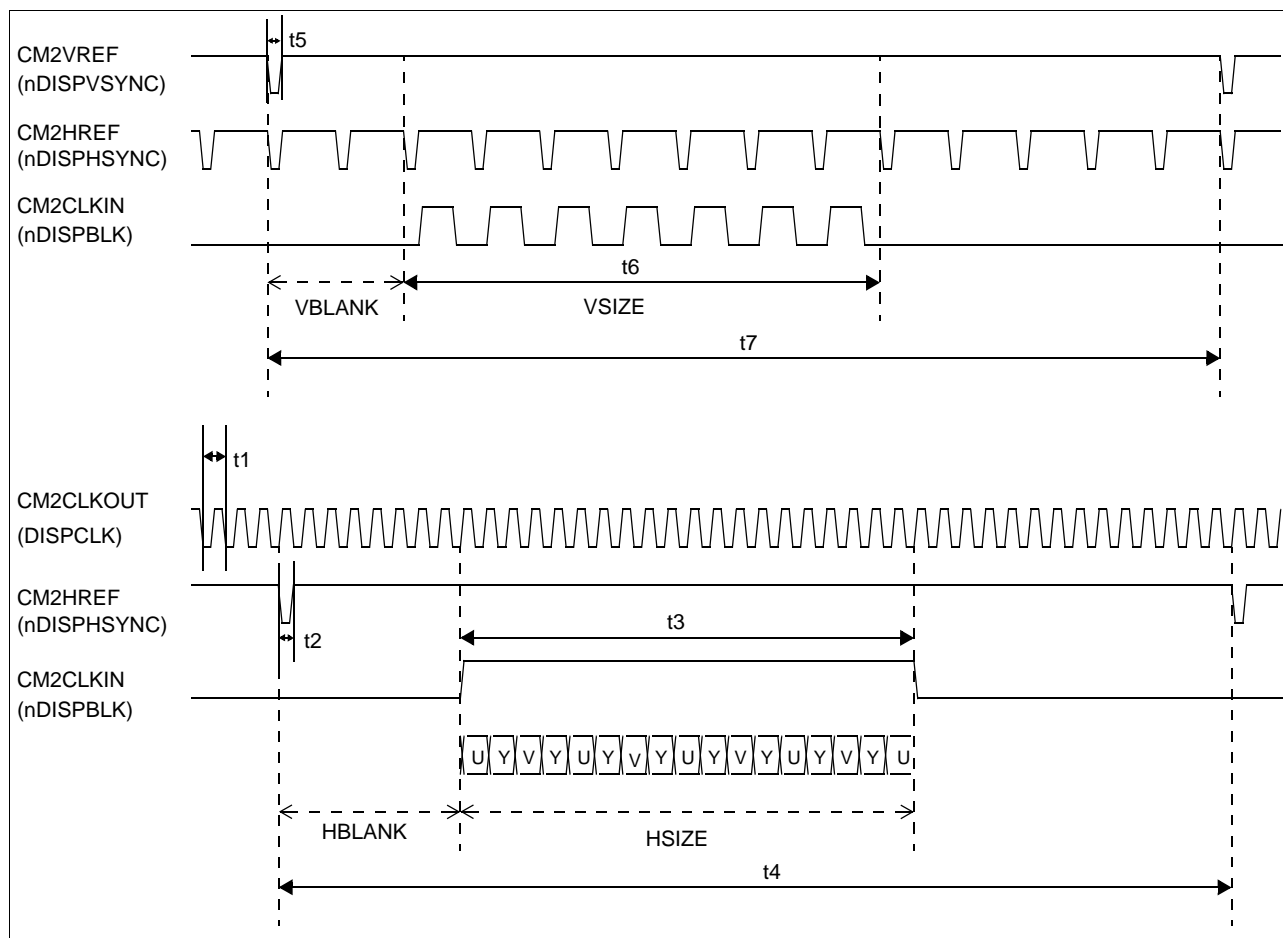 CM2VREF
(nDISPVSYNC)
t5
CM2HREF
(nDISPHSYNC)
CM2CLKIN
(nDISPBLK)
t6
VBLANK
VSIZE
t7
t1
CM2CLKOUT
(DISPCLK)
CM2HREF
(nDISPHSYNC)
t2
t3
CM2CLKIN
(nDISPBLK)
U Y V Y U Y V Y U Y V Y U Y V Y U
HBLANK
HSIZE
t4